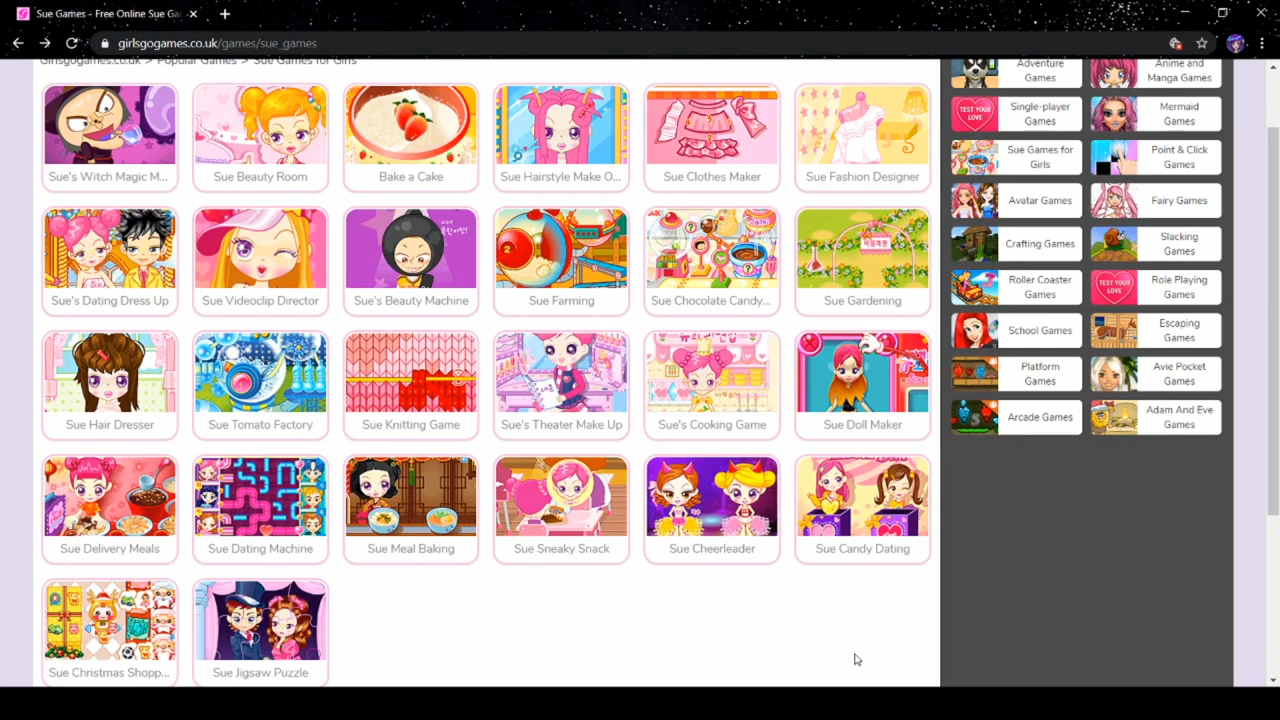 Sue Games - Free Online Sue Ga
girlsgogames.co.uk/games/sue_games
Girlsgogames.co.uk > Popular Games > Sue Games for Girls
Sue's Witch Magic M...
Sue Beauty Room
Bake a Cake
Sue Hairstyle Make O...
Sue Clothes Maker
Sue Fashion Designer
Sue's Dating Dress Up
Sue Videoclip Director
Sue's Beauty Machine
Sue Farming
Sue Chocolate Candy...
Sue Gardening
Sue Hair Dresser
Sue Tomato Factory
Sue Knitting Game
Sue's Theater Make Up
Sue's Cooking Game
Sue Doll Maker
Sue Delivery Meals
Sue Dating Machine
Sue Meal Baking
Sue Sneaky Snack
Sue Cheerleader
Sue Candy Dating
Sue Christmas Shopp...
Sue Jigsaw Puzzle
Adventure
Games
Anime and
Manga Games
TEST YOUR
LOVE
Single-player
Games
Mermaid
Games
Sue Games for
Girls
Point & Click
Games
Avatar Games
Fairy Games
Crafting Games
Slacking
Games
Roller Coaster
Games
TEST YOUR
LOVE
Role Playing
Games
School Games
Escaping
Games
Platform
Games
Avie Pocket
Games
Arcade Games
Adam And Eve
Games